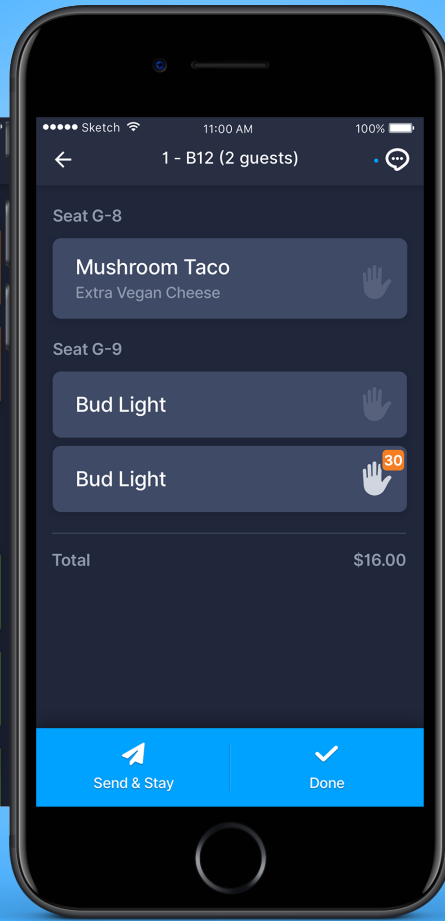 Sketch
11:00 AM
100%
1 - B12 (2 guests)
Seat G-8
Mushroom Taco
Extra Vegan Cheese
Seat G-9
Bud Light
Bud Light
30
Total
$16.00
Send & Stay
Done